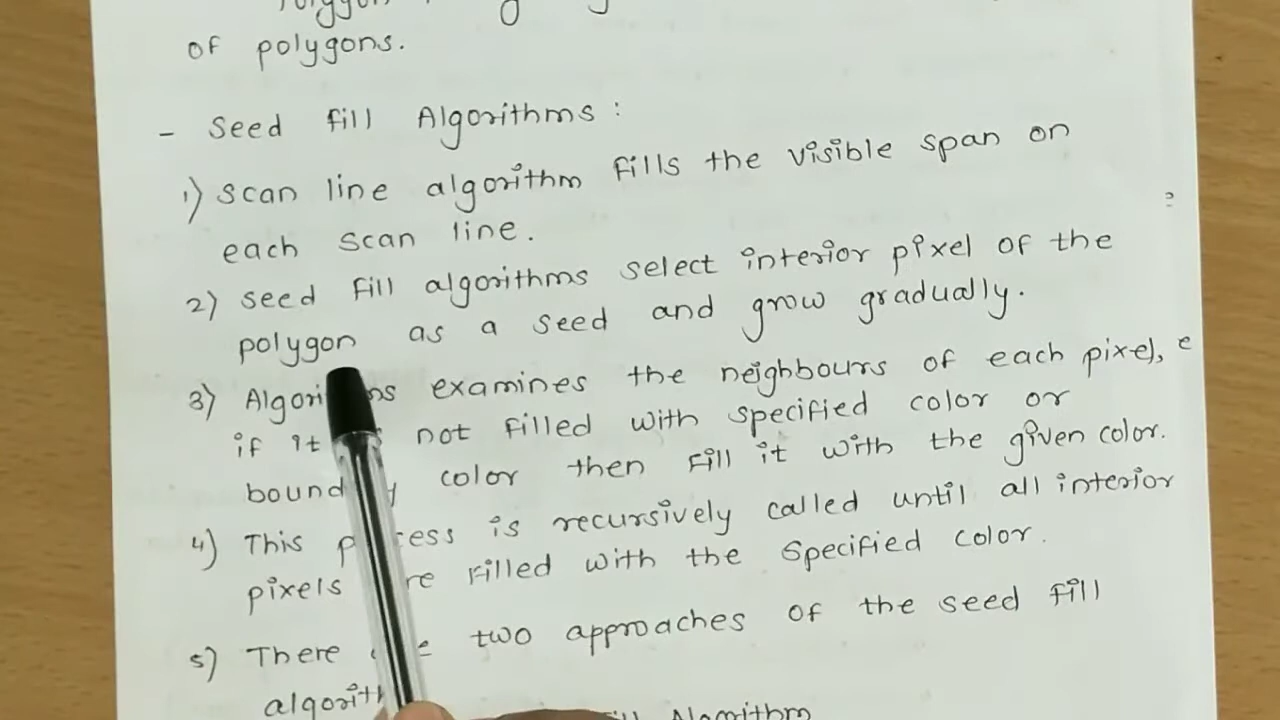 of polygons.
- Seed fill Algorithms :
1) Scan line algorithm fills the visible span on
each scan line.
2) seed fill algorithms select interior pixel of the
polygon as a seed and grow gradually.
3) examines the neighbours of each pixel,
if it not filled with specified color or
color then fill it with the given color.
4) This is recursively called until all interior
pixels filled with the specified color.
5) There two approaches of the seed fill
Algorithm